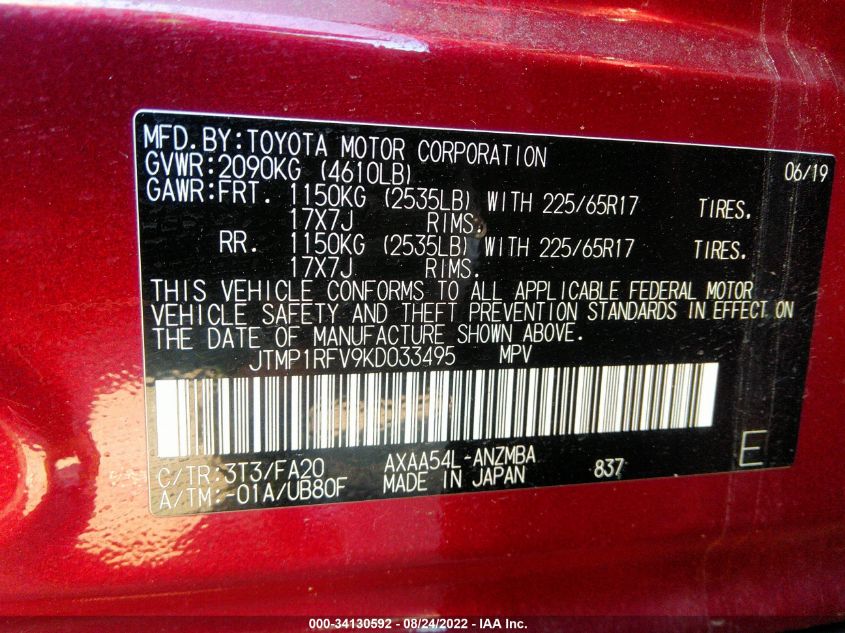 MFD.BY:TOYOTA MOTOR CORPORATION 06/19
GVWR:2090KG (4610LB)
GAWR:FRT. 1150KG (2535LB) WITH 225/65R17 TIRES.
17X7J RIMS.
RR. 1150KG (2535LB) WITH 225/65R17 TIRES.
17X7J RIMS.
THIS VEHICLE CONFORMS TO ALL APPLICABLE FEDERAL MOTOR
VEHICLE SAFETY AND THEFT PREVENTION STANDARDS IN EFFECT ON
THE DATE OF MANUFACTURE SHOWN ABOVE.
JTMP1RFV9KD033495 MPV
C/TR:3T3/FA20 AXAA54L-ANZMBA 837 E
A/TM:-01A/UB80F MADE IN JAPAN
000-34130592 - 08/24/2022 - IAA Inc.